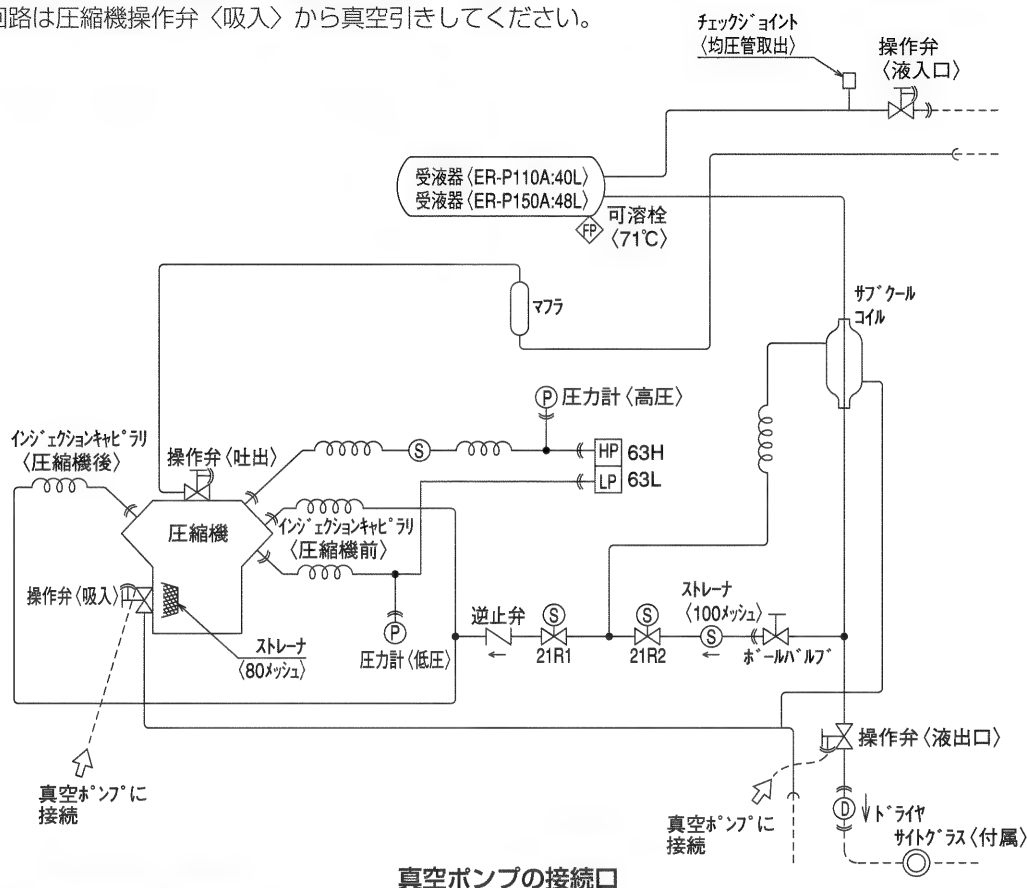 回路は圧縮機操作弁〈吸入〉から真空引きしてください。
ﾁｪｯｸｼﾞｮｲﾝﾄ
〈均圧管取出〉
操作弁
〈液入口〉
受液器〈ER-P110A:40L〉
受液器〈ER-P150A:48L〉
FP
可溶栓
〈71℃〉
マフラ
ｻﾌﾞｸｰﾙ
ｺｲﾙ
P
圧力計〈高圧〉
ｲﾝｼﾞｪｸｼｮﾝｷｬﾋﾟﾗﾘ
〈圧縮機後〉
操作弁〈吐出〉
S
HP
63H
LP
63L
圧縮機
ｲﾝｼﾞｪｸｼｮﾝｷｬﾋﾟﾗﾘ
〈圧縮機前〉
操作弁〈吸入〉
ｽﾄﾚｰﾅ
〈80ﾒｯｼｭ〉
P
圧力計〈低圧〉
逆止弁
←
S
21R1
S
21R2
ｽﾄﾚｰﾅ
〈100ﾒｯｼｭ〉
S
←
ﾎﾞｰﾙﾊﾞﾙﾌﾞ
操作弁〈液出口〉
真空ﾎﾟﾝﾌﾟに
接続
真空ﾎﾟﾝﾌﾟに
接続
D
↓
ﾄﾞﾗｲﾔ
ｻｲﾄｸﾞﾗｽ〈付属〉
真空ポンプの接続口